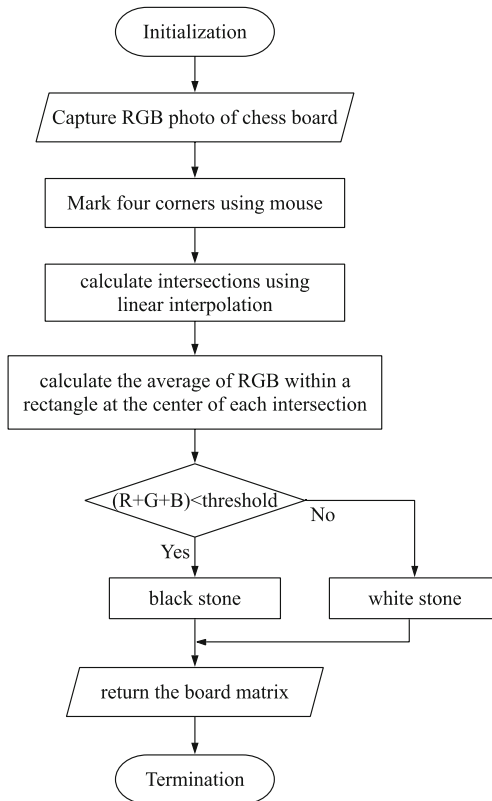 Initialization
Capture RGB photo of chess board
Mark four corners using mouse
calculate intersections using
linear interpolation
calculate the average of RGB within a
rectangle at the center of each intersection
(R+G+B)<threshold
No
Yes
black stone
white stone
return the board matrix
Termination